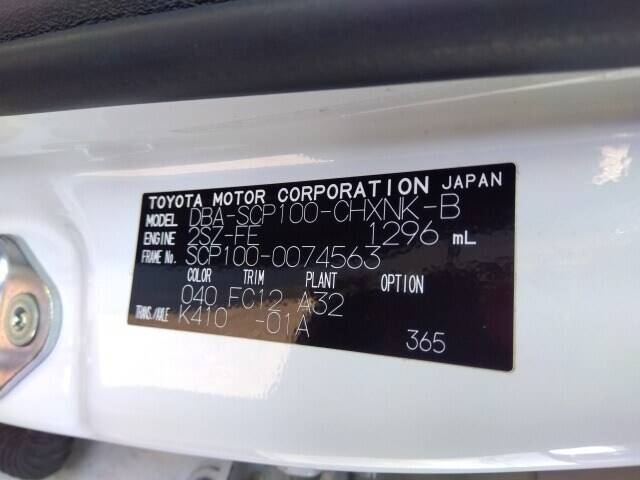 TOYOTA MOTOR CORPORATION JAPAN
MODEL DBA-SCP100-CHXNK-B
ENGINE 2SZ-FE 1296 mL
FRAME No. SCP100-0074563
COLOR TRIM PLANT OPTION
040 FC12 A32
TRANS./AXLE K410 -01A
365